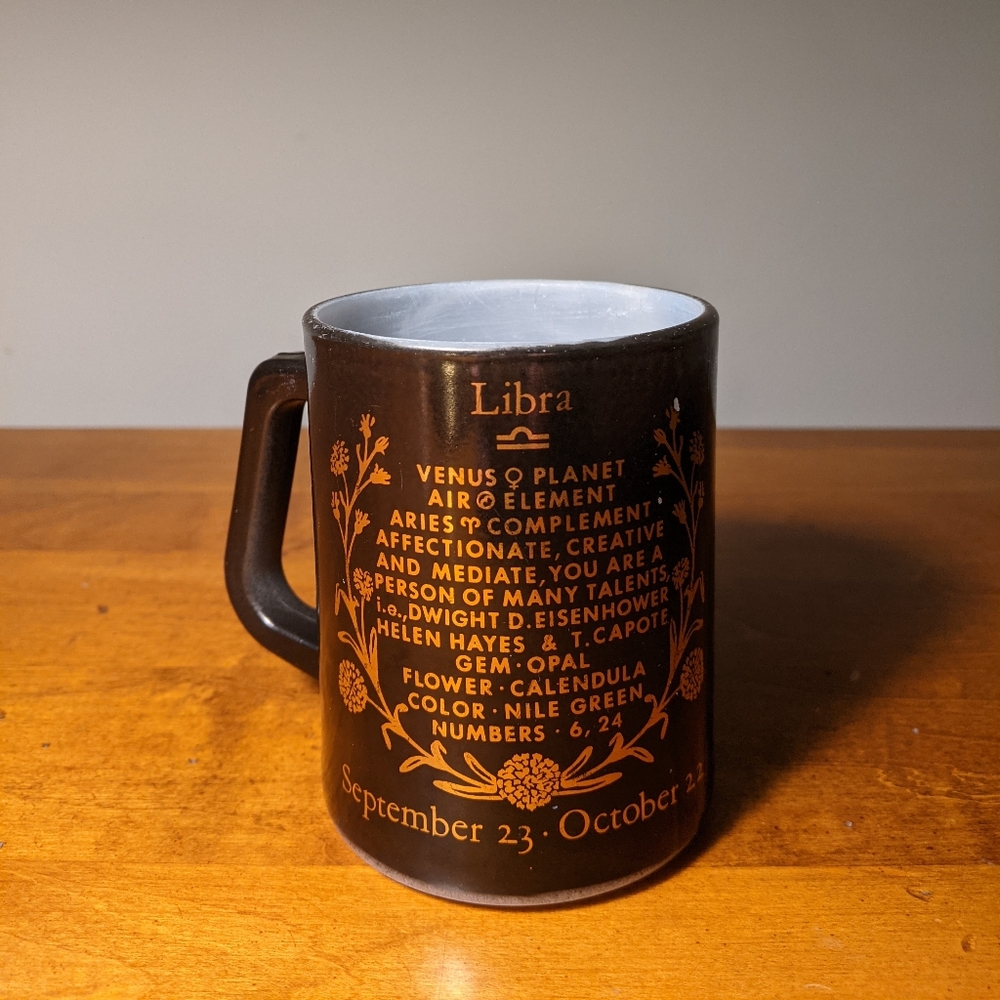 Libra
♎
VENUS ♀ PLANET
AIR ELEMENT
ARIES ♈ COMPLEMENT
AFFECTIONATE, CREATIVE
AND MEDIATE, YOU ARE A
PERSON OF MANY TALENTS,
i.e., DWIGHT D. EISENHOWER
HELEN HAYES & T. CAPOTE
GEM · OPAL
FLOWER · CALENDULA
COLOR · NILE GREEN
NUMBERS · 6, 24
September 23 · October 22